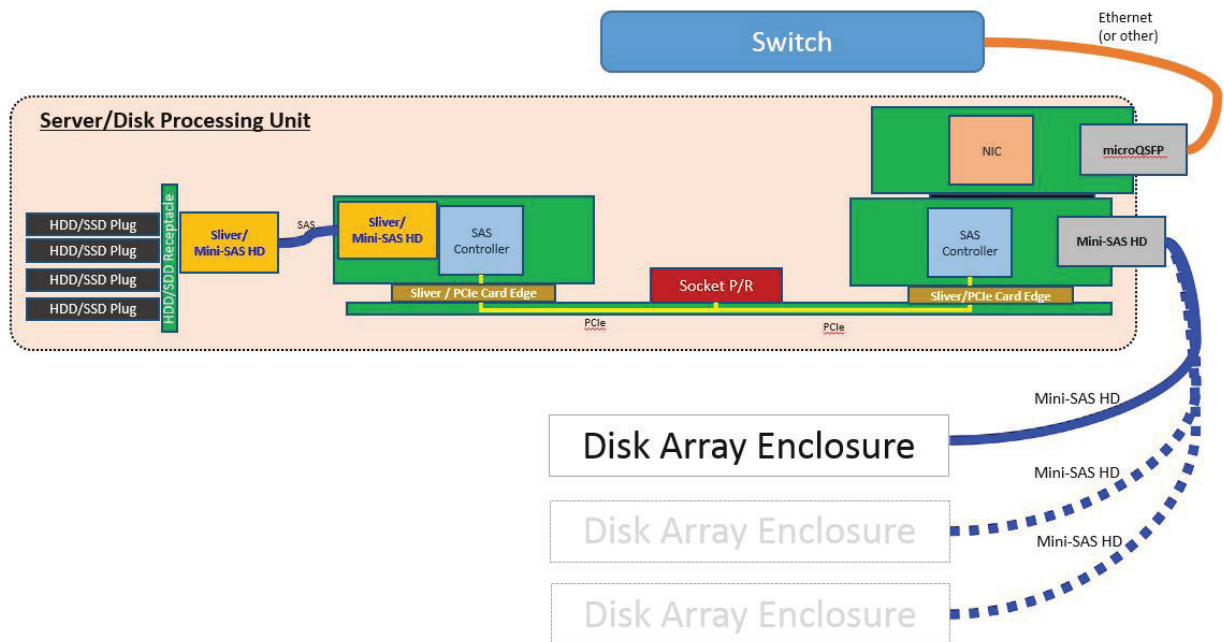 Ethernet
(or other)
Switch
Server/Disk Processing Unit
NIC
microQSFP
HDD/SSD Plug
HDD/SSD Plug
HDD/SSD Plug
HDD/SSD Plug
HDD/SDD Receptacle
Sliver/
Mini-SAS HD
SAS
Sliver/
Mini-SAS HD
SAS
Controller
SAS
Controller
Mini-SAS HD
Sliver / PCIe Card Edge
Socket P/R
Sliver/PCIe Card Edge
PCIe
PCIe
Mini-SAS HD
Disk Array Enclosure
Mini-SAS HD
Disk Array Enclosure
Mini-SAS HD
Disk Array Enclosure